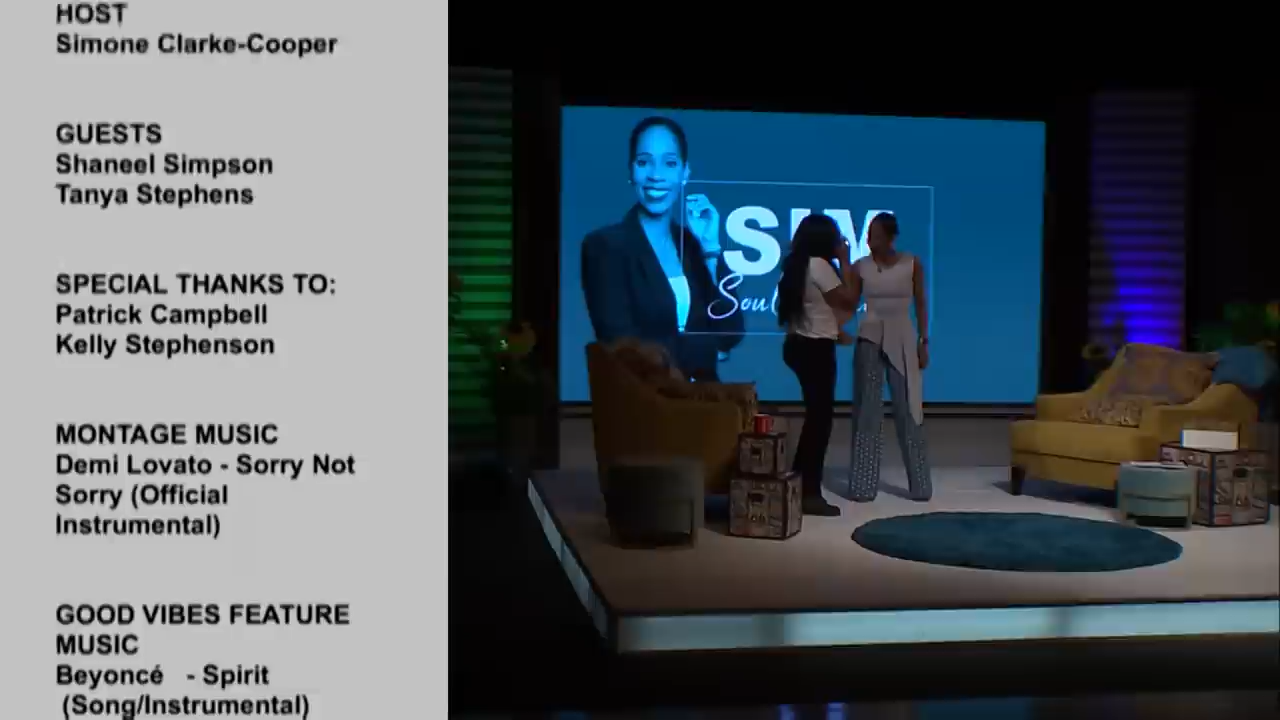 HOST
Simone Clarke-Cooper
GUESTS
Shaneel Simpson
Tanya Stephens
SPECIAL THANKS TO:
Patrick Campbell
Kelly Stephenson
MONTAGE MUSIC
Demi Lovato - Sorry Not
Sorry (Official
Instrumental)
GOOD VIBES FEATURE
MUSIC
Beyoncé - Spirit
(Song/Instrumental)
SIM